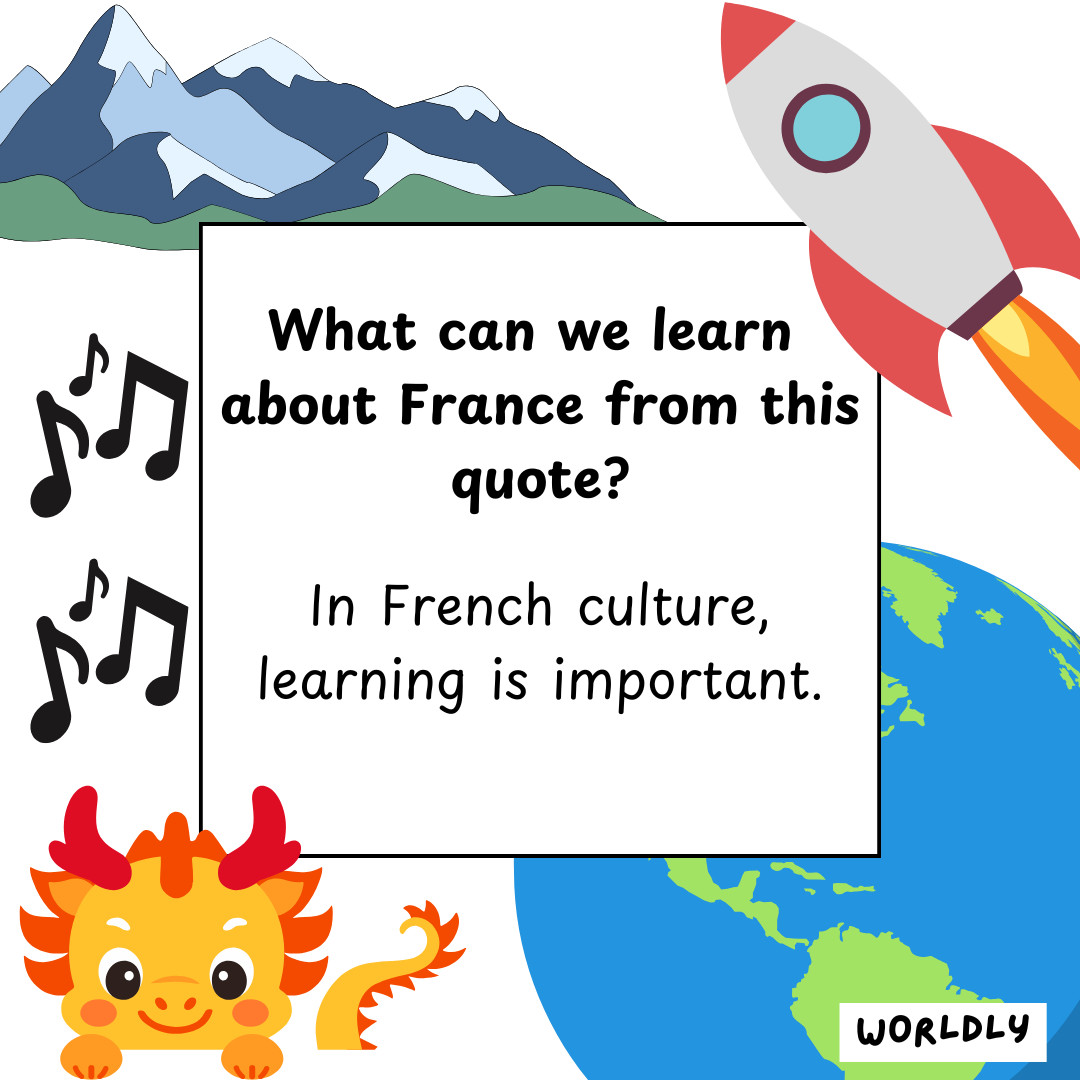 What can we learn
about France from this
quote?
In French culture,
learning is important.
WORLDLY